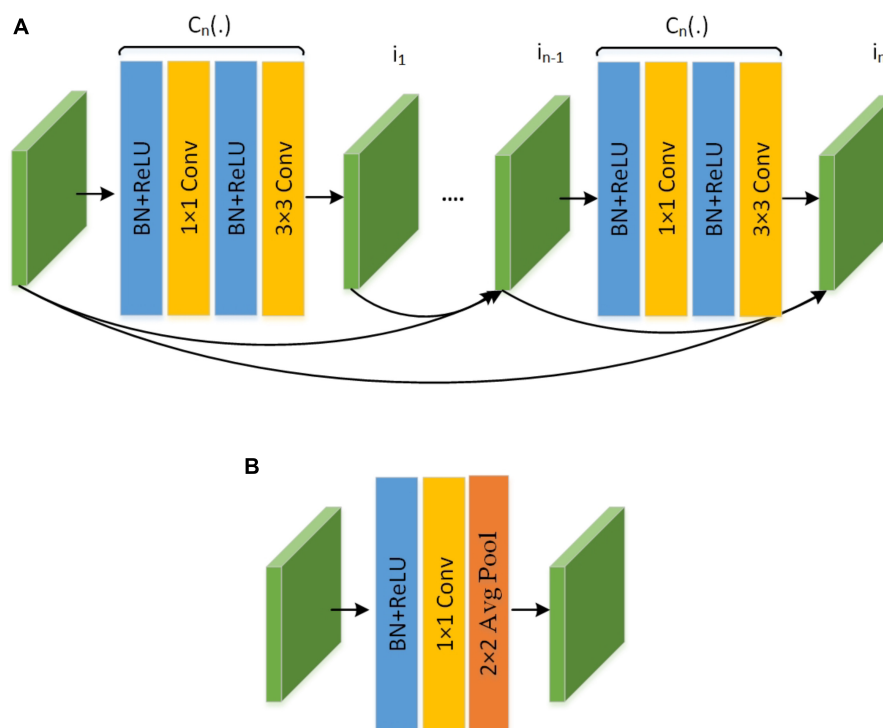 A
Cₙ(.)
i₁
iₙ₋₁
Cₙ(.)
iₙ
BN+ReLU
1×1 Conv
BN+ReLU
3×3 Conv
....
BN+ReLU
1×1 Conv
BN+ReLU
3×3 Conv
B
BN+ReLU
1×1 Conv
2×2 Avg Pool